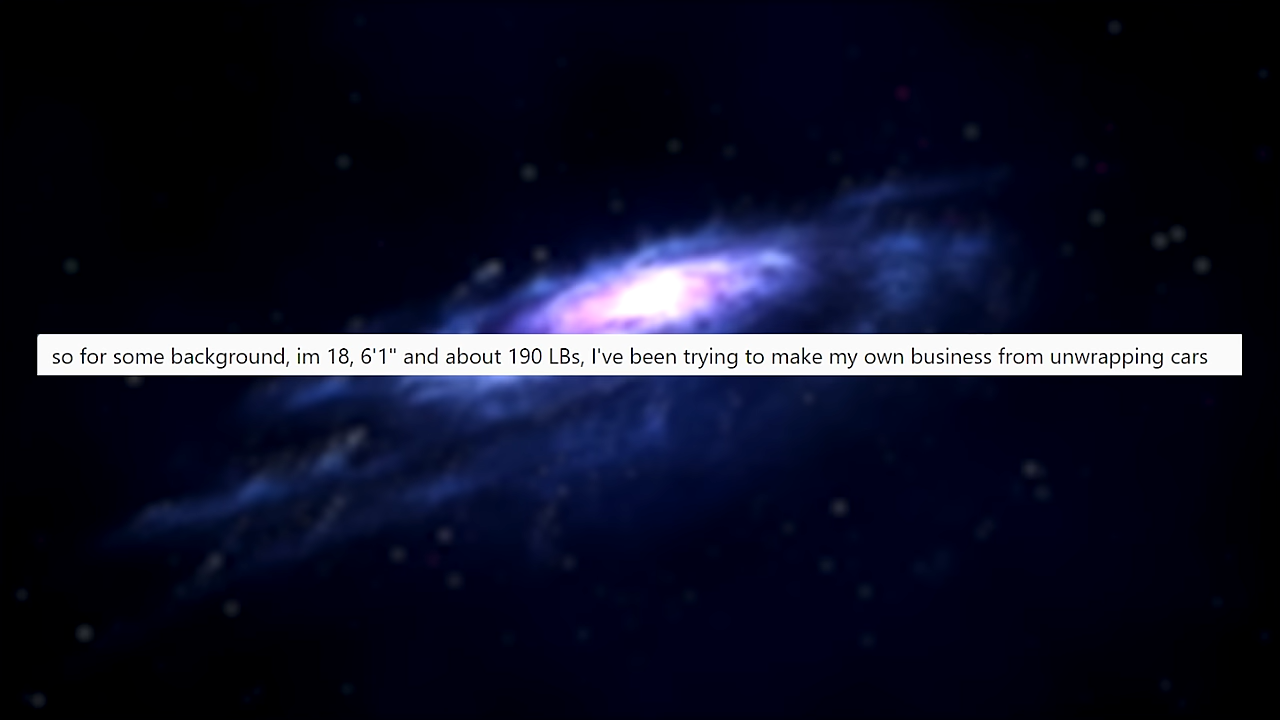 so for some background, im 18, 6'1" and about 190 LBs, I've been trying to make my own business from unwrapping cars